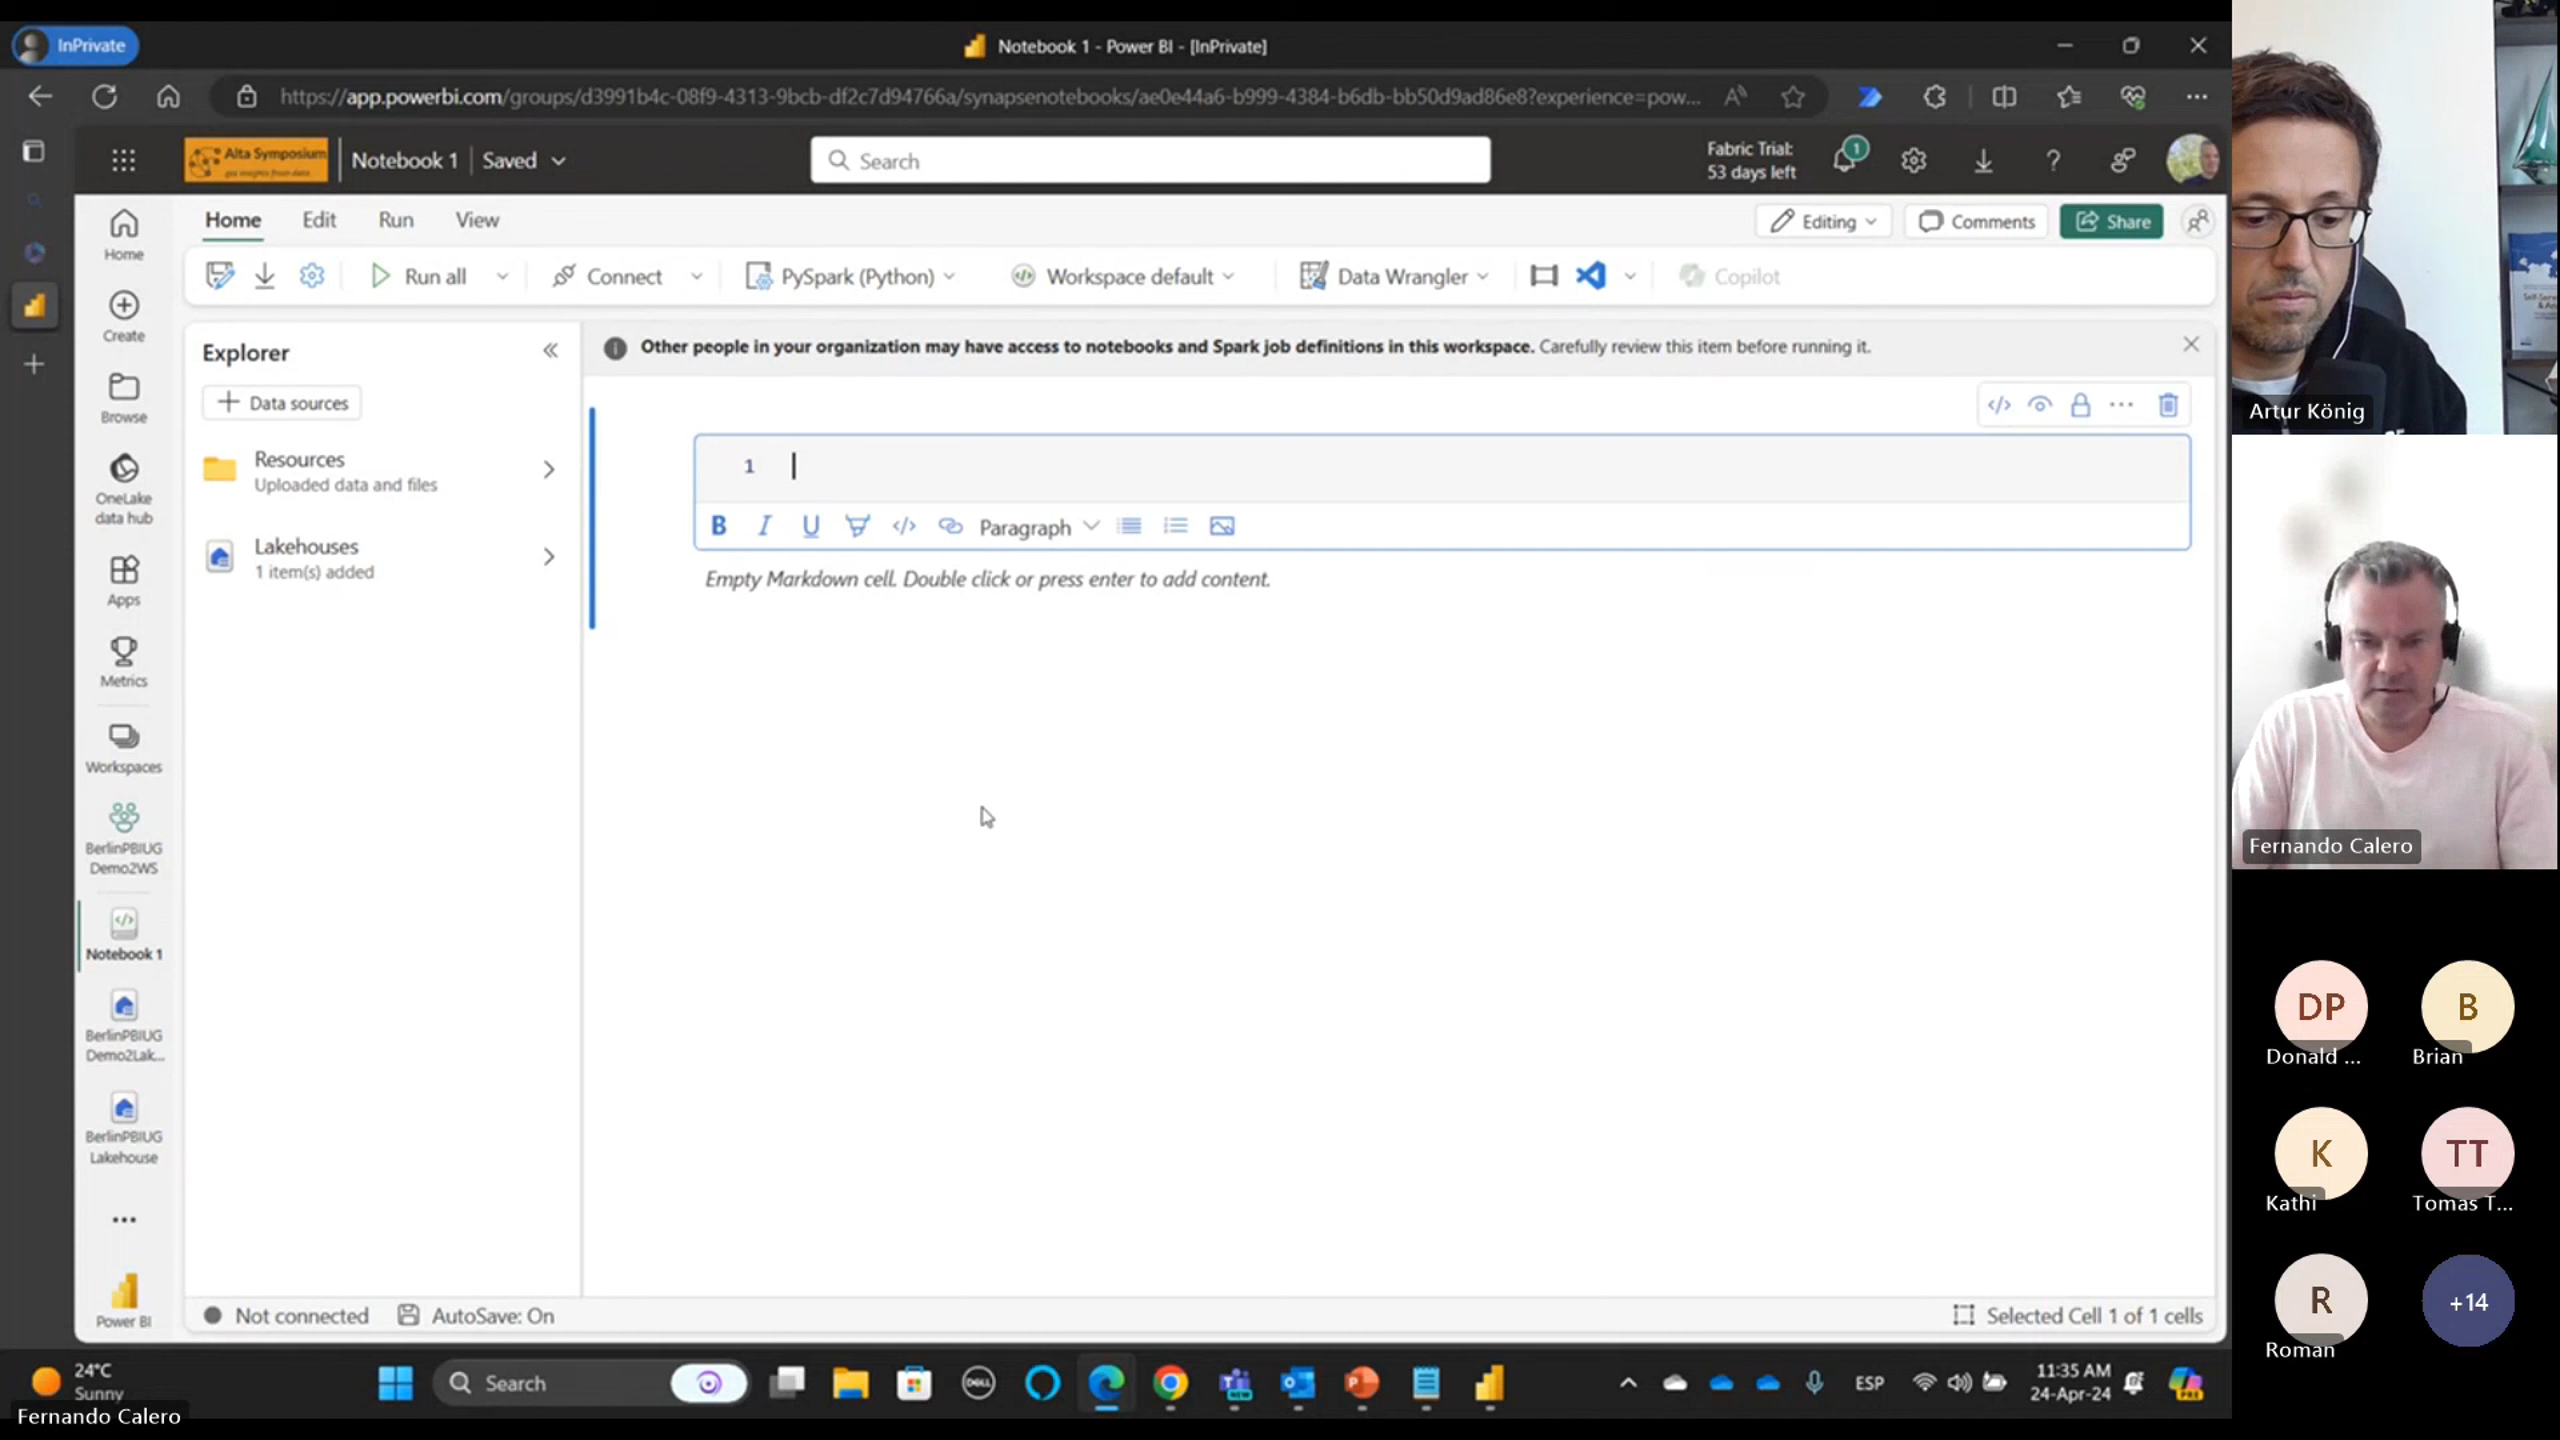 InPrivate
Notebook 1 - Power BI - [InPrivate]
https://app.powerbi.com/groups/d3991b4c-08f9-4313-9bcb-df2c7d94766a/synapsenotebooks/ae0e44a6-b999-4384-b6db-bb50d9ad86e8?experience=pow...
Alta Symposium
Notebook 1
Saved
Search
Fabric Trial:
53 days left
1
Home
Edit
Run
View
Editing
Comments
Share
Run all
Connect
PySpark (Python)
Workspace default
Data Wrangler
Copilot
Home
Create
Browse
OneLake
data hub
Apps
Metrics
Workspaces
BerlinPBIUG
Demo2WS
Notebook 1
BerlinPBIUG
Demo2Lak...
BerlinPBIUG
Lakehouse
Power BI
Explorer
Data sources
Resources
Uploaded data and files
Lakehouses
1 item(s) added
Other people in your organization may have access to notebooks and Spark job definitions in this workspace. Carefully review this item before running it.
1
B I U
Paragraph
Empty Markdown cell. Double click or press enter to add content.
Not connected
AutoSave: On
Selected Cell 1 of 1 cells
24°C
Sunny
Search
DELL
NEW
ESP
11:35 AM
24-Apr-24
PRE
Fernando Calero
Artur König
Fernando Calero
DP
Donald ...
B
Brian
K
Kathi
TT
Tomas T...
R
Roman
+14